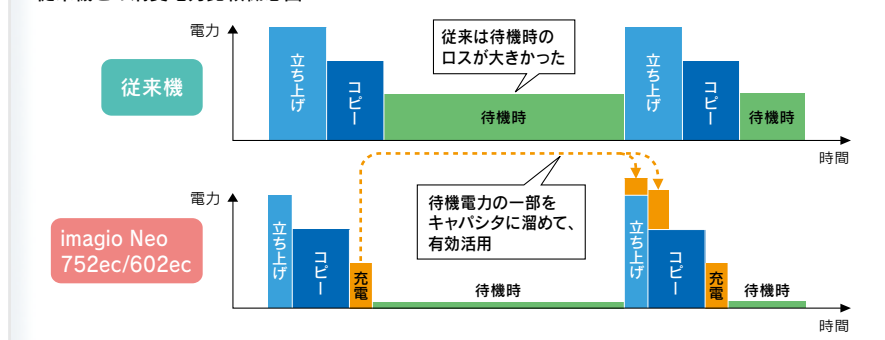 電力
従来機
立ち上げ
コピー
待機時
従来は待機時の
ロスが大きかった
立ち上げ
コピー
待機時
時間
電力
imagio Neo
752ec/602ec
立ち上げ
コピー
充電
待機時
待機電力の一部を
キャパシタに溜めて、
有効活用
立ち上げ
コピー
充電
待機時
時間